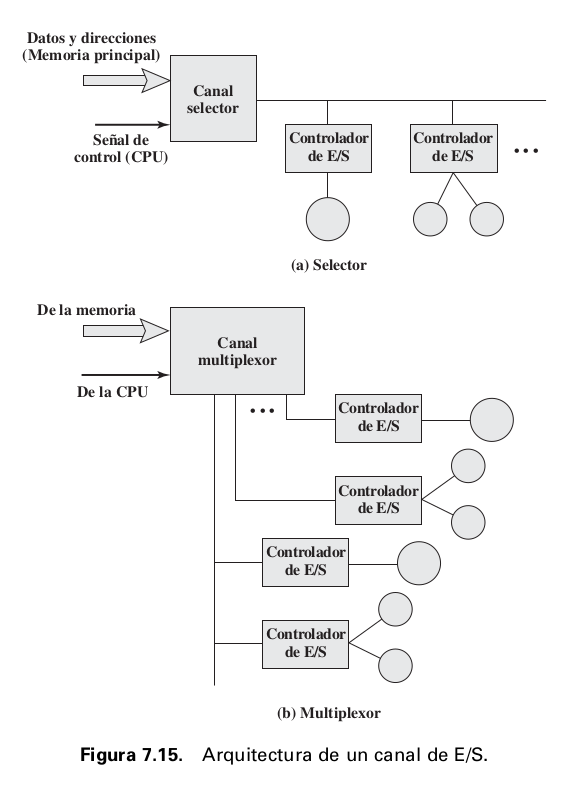 Datos y direcciones
(Memoria principal)
Canal
selector
Señal de
control (CPU)
Controlador
de E/S
Controlador
de E/S
...
(a) Selector
De la memoria
Canal
multiplexor
De la CPU
...
Controlador
de E/S
Controlador
de E/S
Controlador
de E/S
Controlador
de E/S
(b) Multiplexor
Figura 7.15. Arquitectura de un canal de E/S.